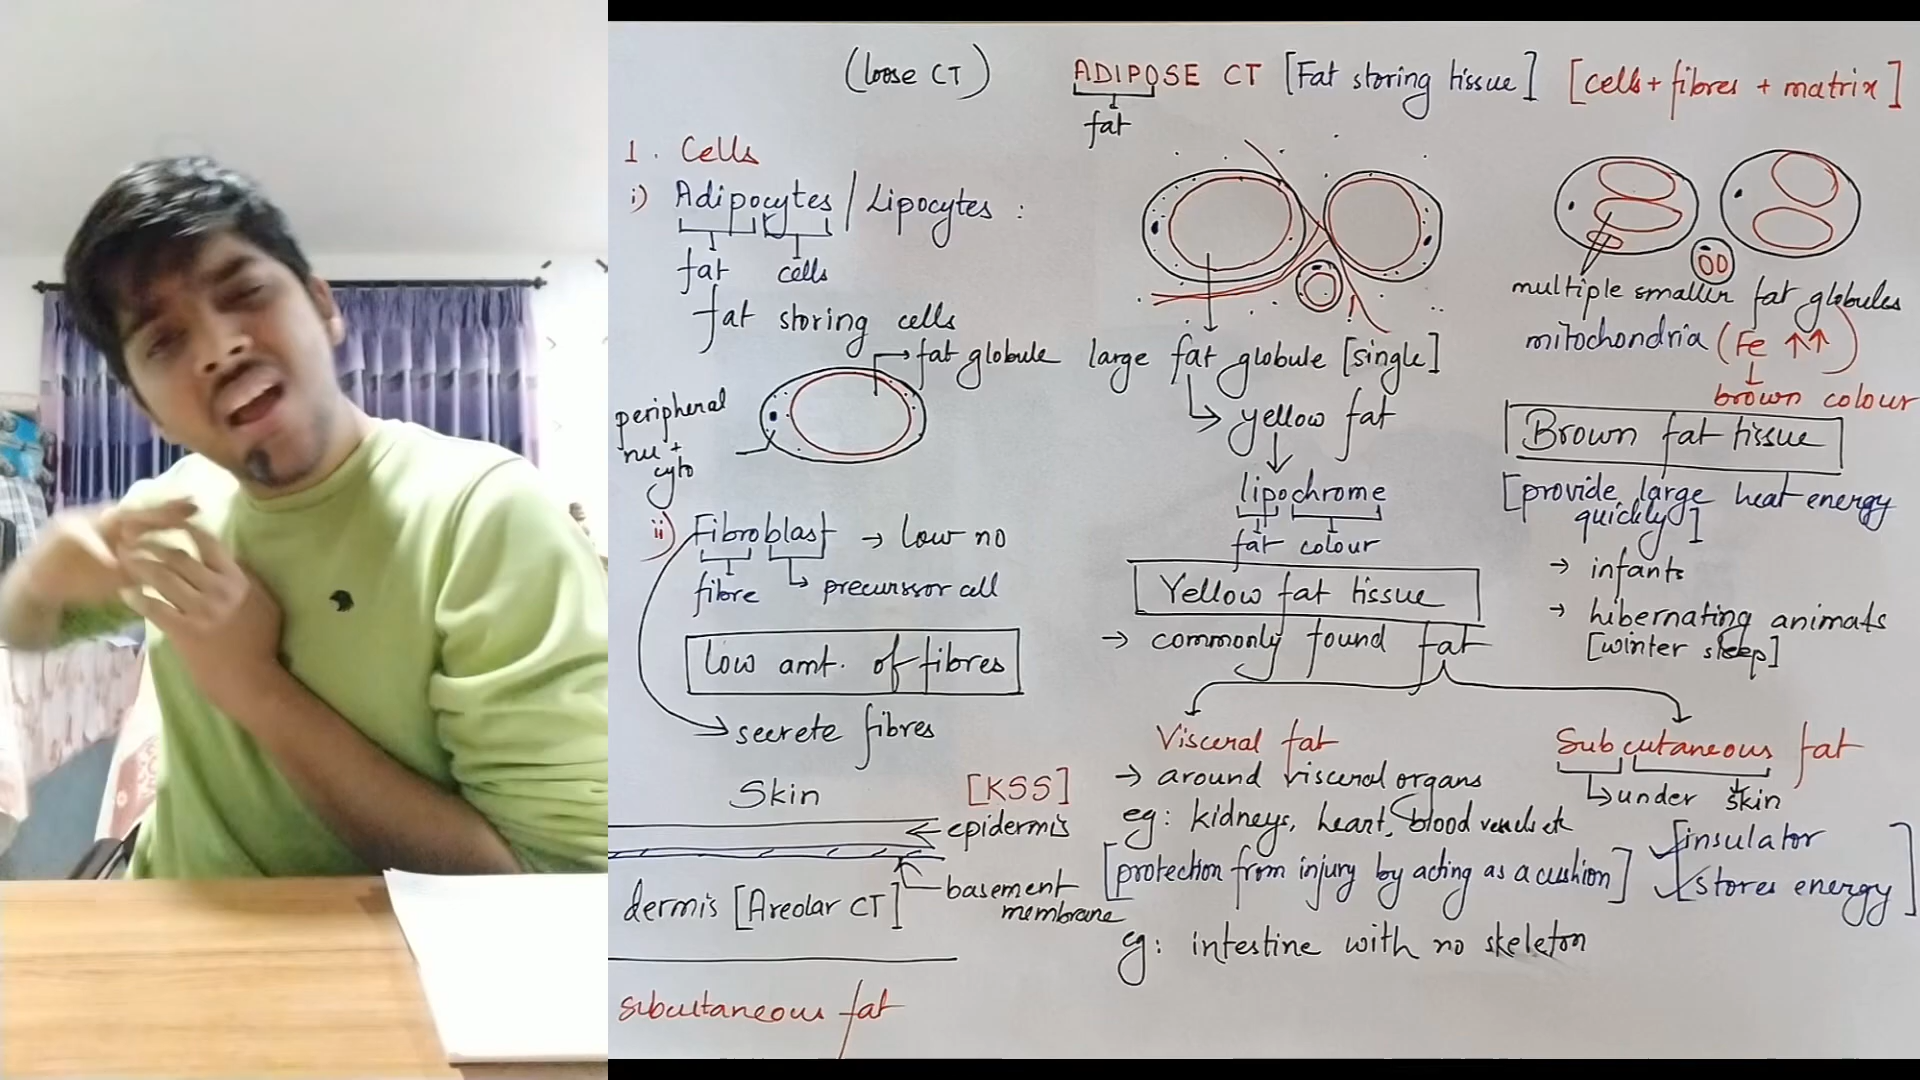 (loose CT) ADIPOSE CT [Fat storing tissue] [cells + fibres + matrix]
fat
1. Cells
i) Adipocytes / Lipocytes :
fat cells
fat storing cells
fat globule
peripheral
nu +
cyto
ii) Fibroblast → low no
fibre precurssor cell
low amt. of fibres
secrete fibres
Skin [KSS]
epidermis
basement
membrane
dermis [Areolar CT]
subcutaneous fat
large fat globule [single]
yellow fat
lipochrome
fat colour
Yellow fat tissue
→ commonly found fat
Visceral fat
→ around visceral organs
eg: kidneys, heart, blood vessels etc
[protection from injury by acting as a cushion]
eg: intestine with no skeleton
multiple smaller fat globules
mitochondria (Fe ↑↑)
brown colour
Brown fat tissue
[provide large heat energy
quickly]
→ infants
→ hibernating animals
[winter sleep]
Subcutaneous fat
under skin
[insulator
stores energy]